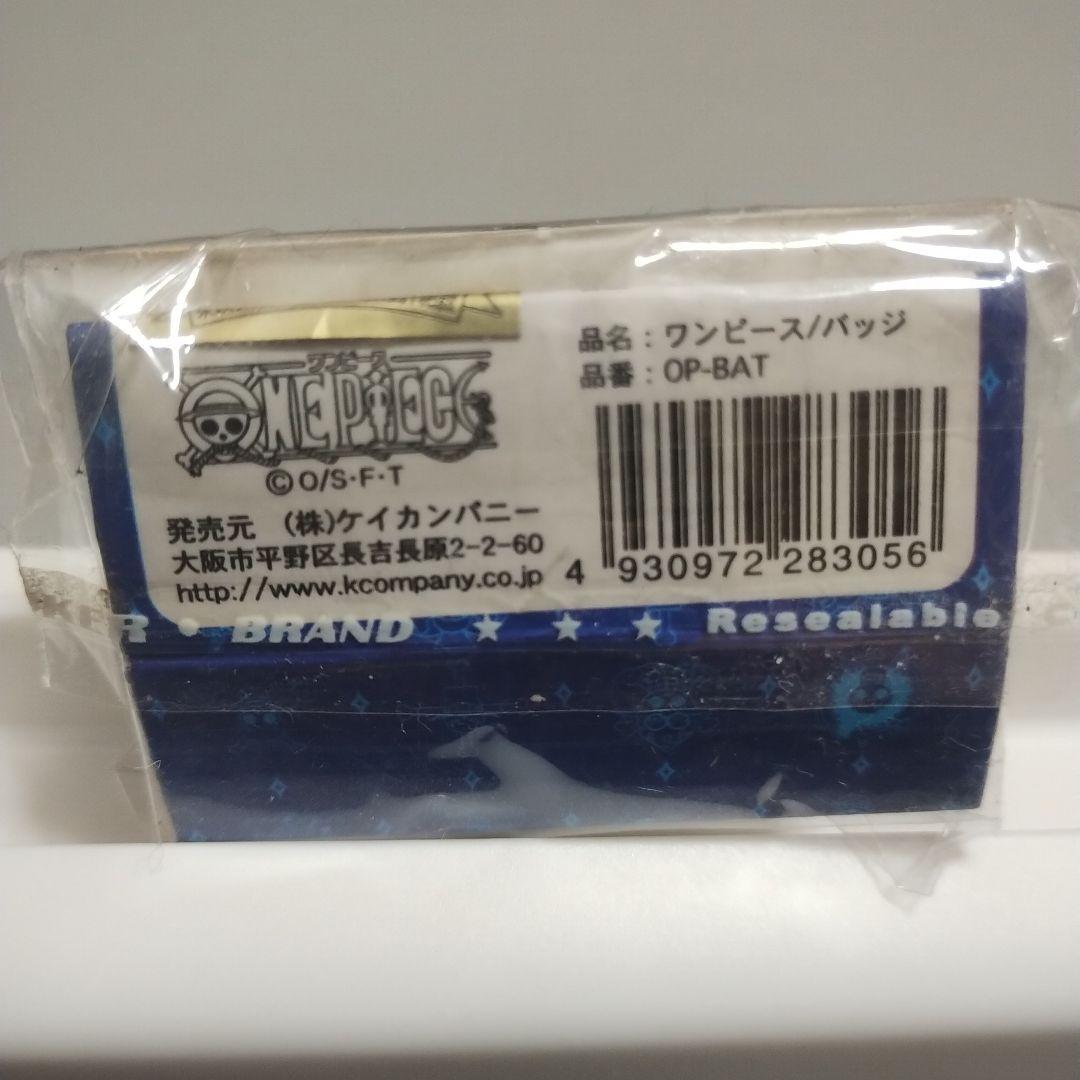 ワンピース
ONE PIECE
©O/S・F・T
発売元 (株)ケイカンパニー
大阪市平野区長吉長原2-2-60
http://www.kcompany.co.jp
品名：ワンピース/バッジ
品番：OP-BAT
4 930972 283056
BRAND ★ ★ ★ Resealable